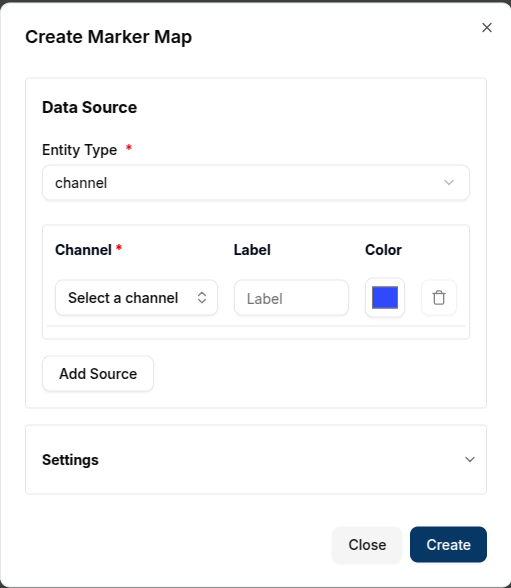 Create Marker Map
Data Source
Entity Type *
channel
Channel * Label Color
Select a channel Label
Add Source
Settings
Close Create